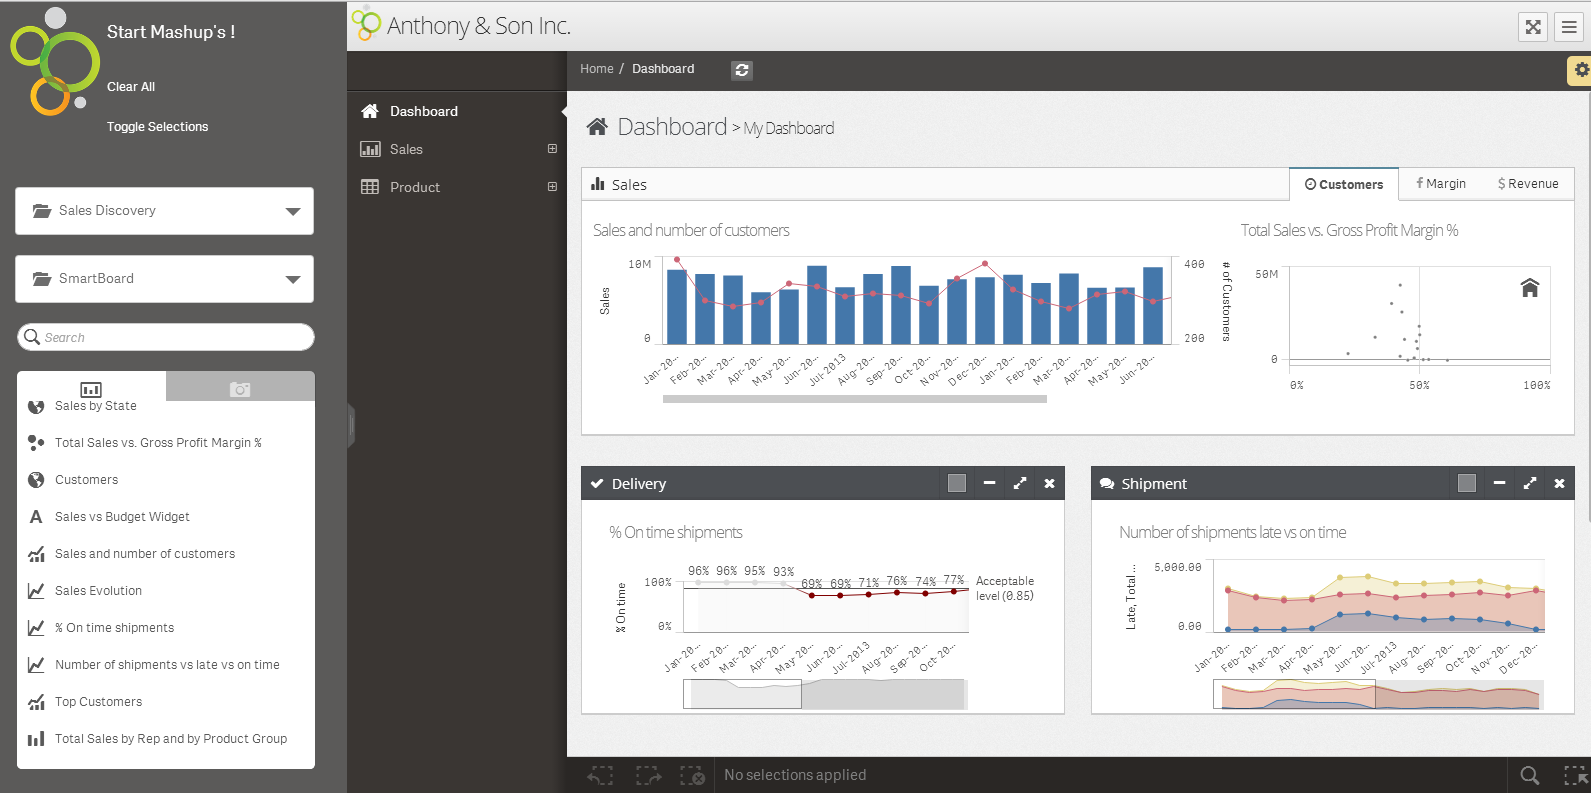 Start Mashup's !
Clear All
Toggle Selections
Sales Discovery
SmartBoard
Search
Sales by State
Total Sales vs. Gross Profit Margin %
Customers
Sales vs Budget Widget
Sales and number of customers
Sales Evolution
% On time shipments
Number of shipments vs late vs on time
Top Customers
Total Sales by Rep and by Product Group
Anthony & Son Inc.
Home / Dashboard
Dashboard
Sales
Product
Dashboard > My Dashboard
Sales
Customers
Margin
$ Revenue
Sales and number of customers
10M
0
Sales
400
200
# of Customers
Jan-20... Feb-20... Mar-20... Apr-20... May-20... Jun-20... Jul-2013 Aug-20... Sep-20... Oct-20... Nov-20... Dec-20... Jan-20... Feb-20... Mar-20... Apr-20... May-20... Jun-20...
Total Sales vs. Gross Profit Margin %
50M
0
0% 50% 100%
Delivery
% On time shipments
96% 96% 95% 93% 69% 69% 71% 76% 74% 77%
100%
0%
% On time
Acceptable
level (0.85)
Jan-20... Feb-20... Mar-20... Apr-20... May-20... Jun-20... Jul-2013 Aug-20... Sep-20... Oct-20...
Shipment
Number of shipments late vs on time
5,000.00
0.00
Late, Total ...
Jan-20... Feb-20... Mar-20... Apr-20... May-20... Jun-20... Jul-2013 Aug-20... Sep-20... Oct-20... Nov-20... Dec-20...
No selections applied